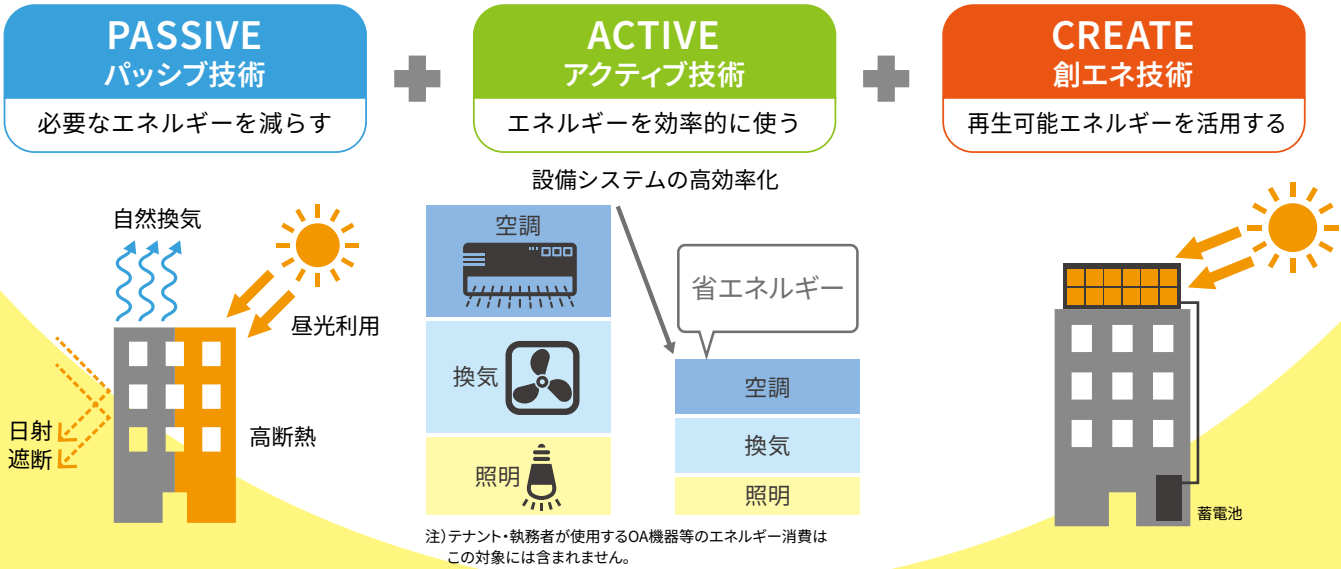 PASSIVE
パッシブ技術
必要なエネルギーを減らす
ACTIVE
アクティブ技術
エネルギーを効率的に使う
CREATE
創エネ技術
再生可能エネルギーを活用する
自然換気
昼光利用
日射
遮断
高断熱
設備システムの高効率化
空調
換気
照明
省エネルギー
空調
換気
照明
注)テナント・執務者が使用するOA機器等のエネルギー消費は
この対象には含まれません。
蓄電池